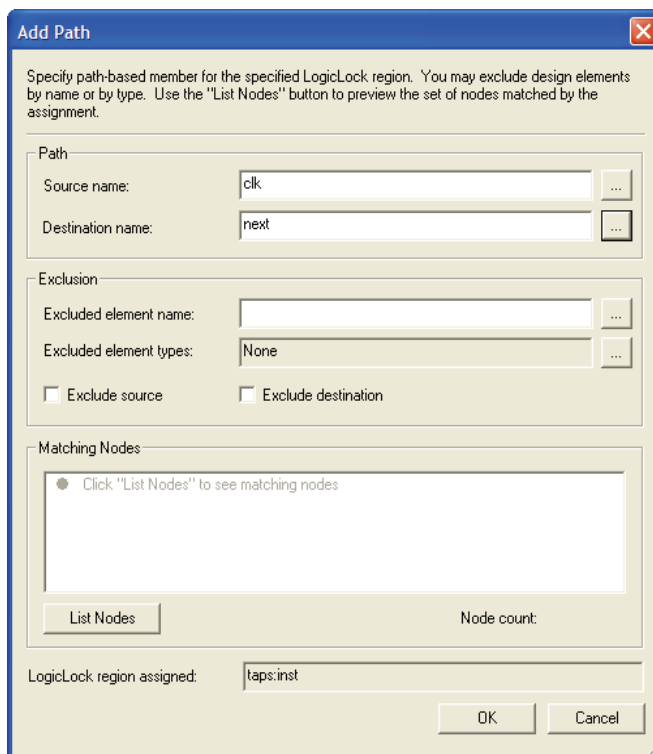 Add Path
Specify path-based member for the specified LogicLock region. You may exclude design elements
by name or by type. Use the "List Nodes" button to preview the set of nodes matched by the
assignment.
Path
Source name:
clk
...
Destination name:
next
...
Exclusion
Excluded element name:
...
Excluded element types:
None
...
Exclude source
Exclude destination
Matching Nodes
Click "List Nodes" to see matching nodes
List Nodes
Node count:
LogicLock region assigned:
taps:inst
OK
Cancel